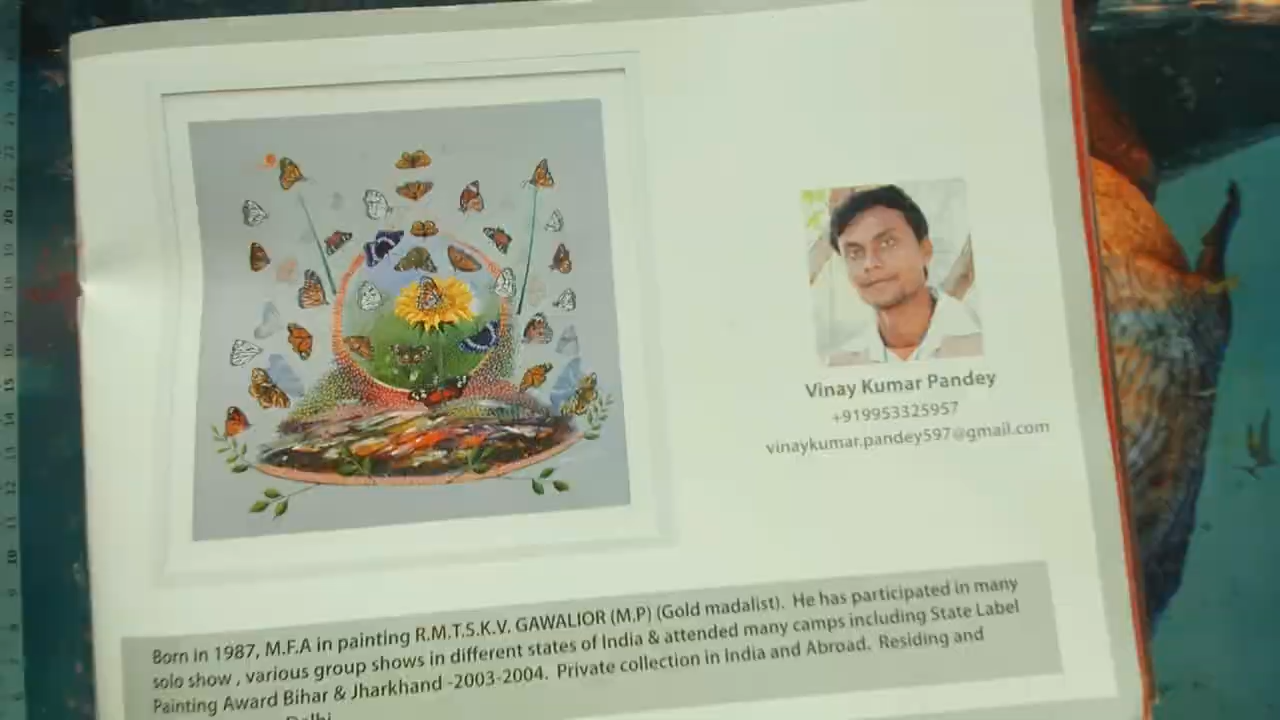 Vinay Kumar Pandey
+919953325957
vinaykumar.pandey597@gmail.com
Born in 1987, M.F.A in painting R.M.T.S.K.V. GAWALIOR (M.P) (Gold madalist). He has participated in many
solo show , various group shows in different states of India & attended many camps including State Label
Painting Award Bihar & Jharkhand -2003-2004. Private collection in India and Abroad. Residing and
Delhi